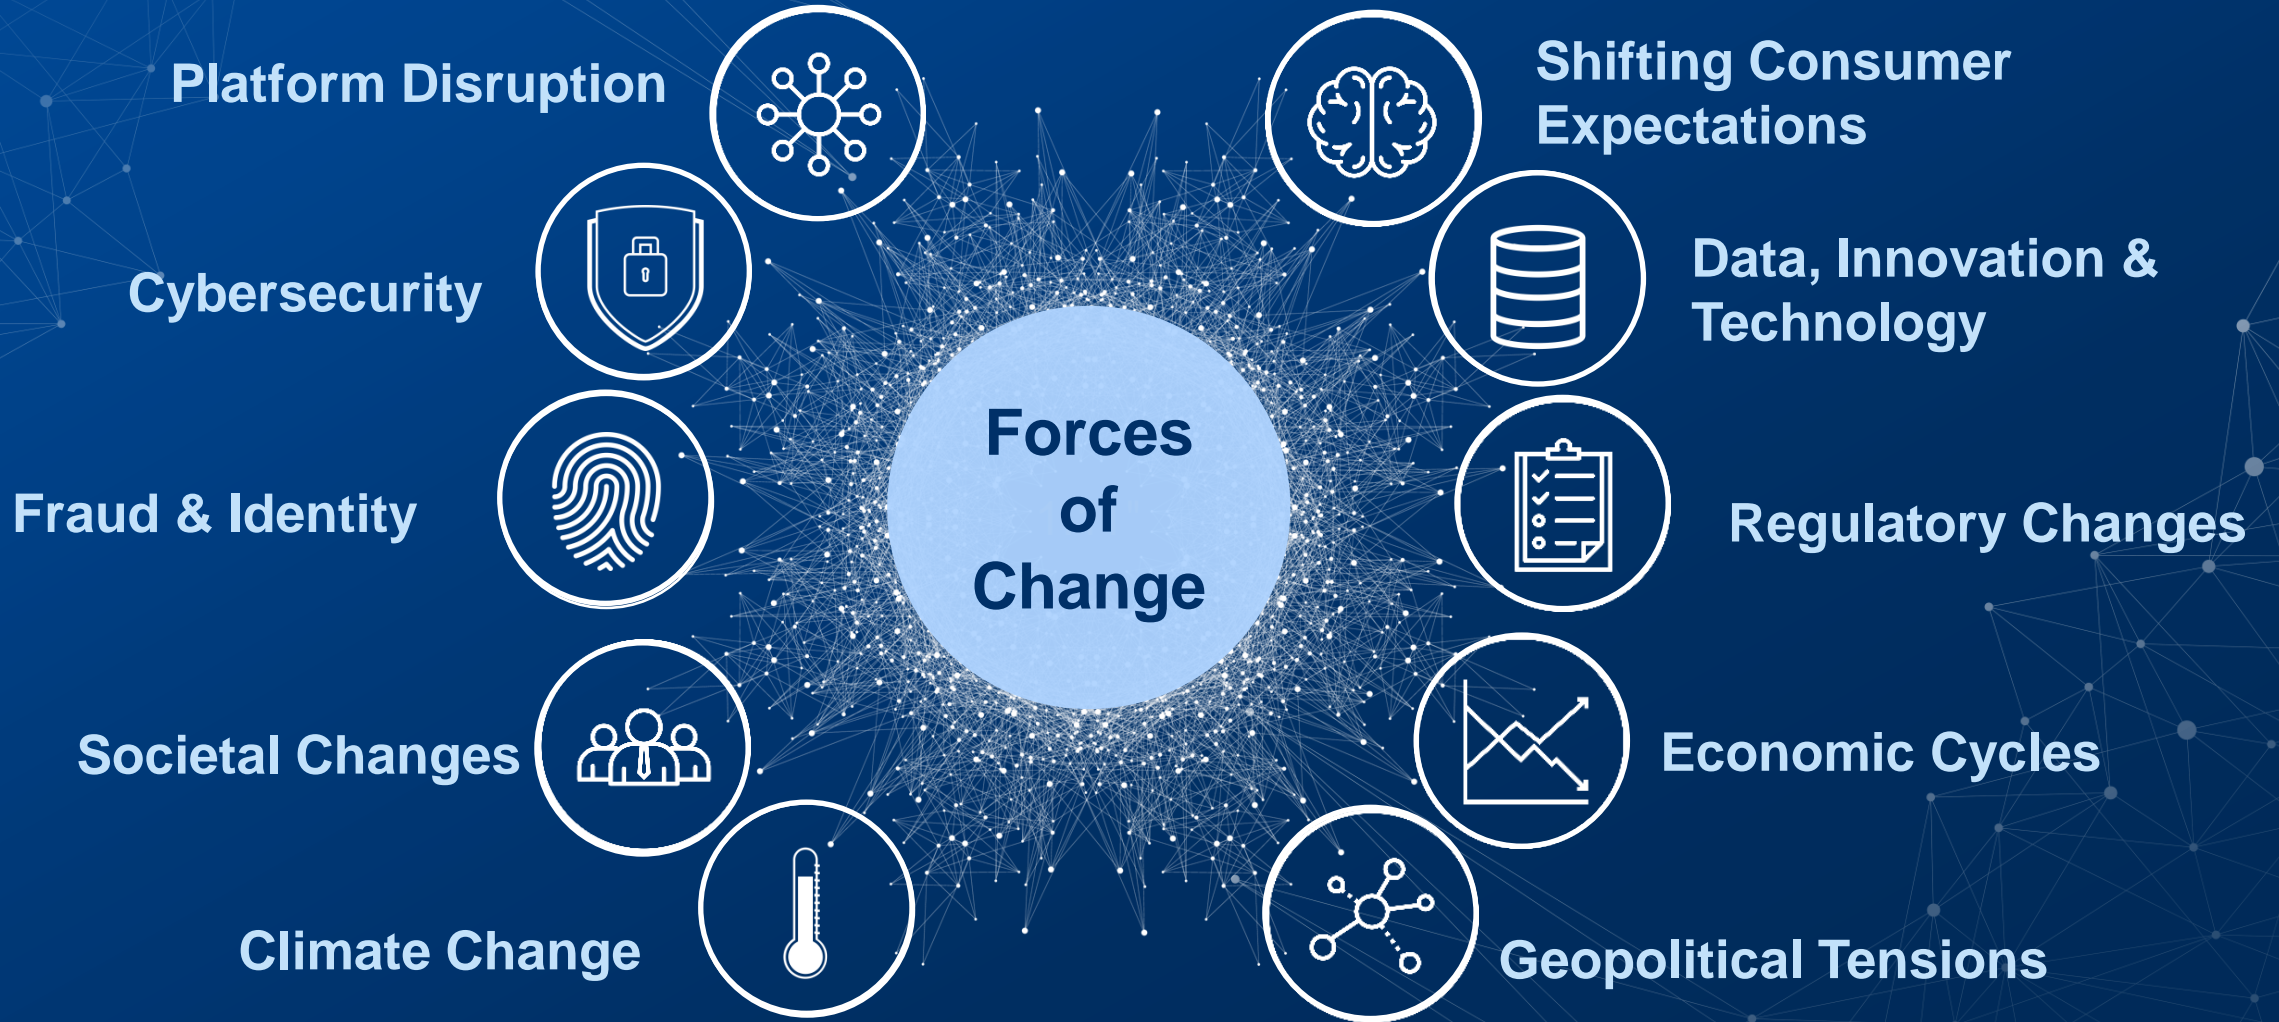 Platform Disruption
Cybersecurity
Fraud & Identity
Societal Changes
Climate Change
Forces
of
Change
Shifting Consumer
Expectations
Data, Innovation &
Technology
Regulatory Changes
Economic Cycles
Geopolitical Tensions